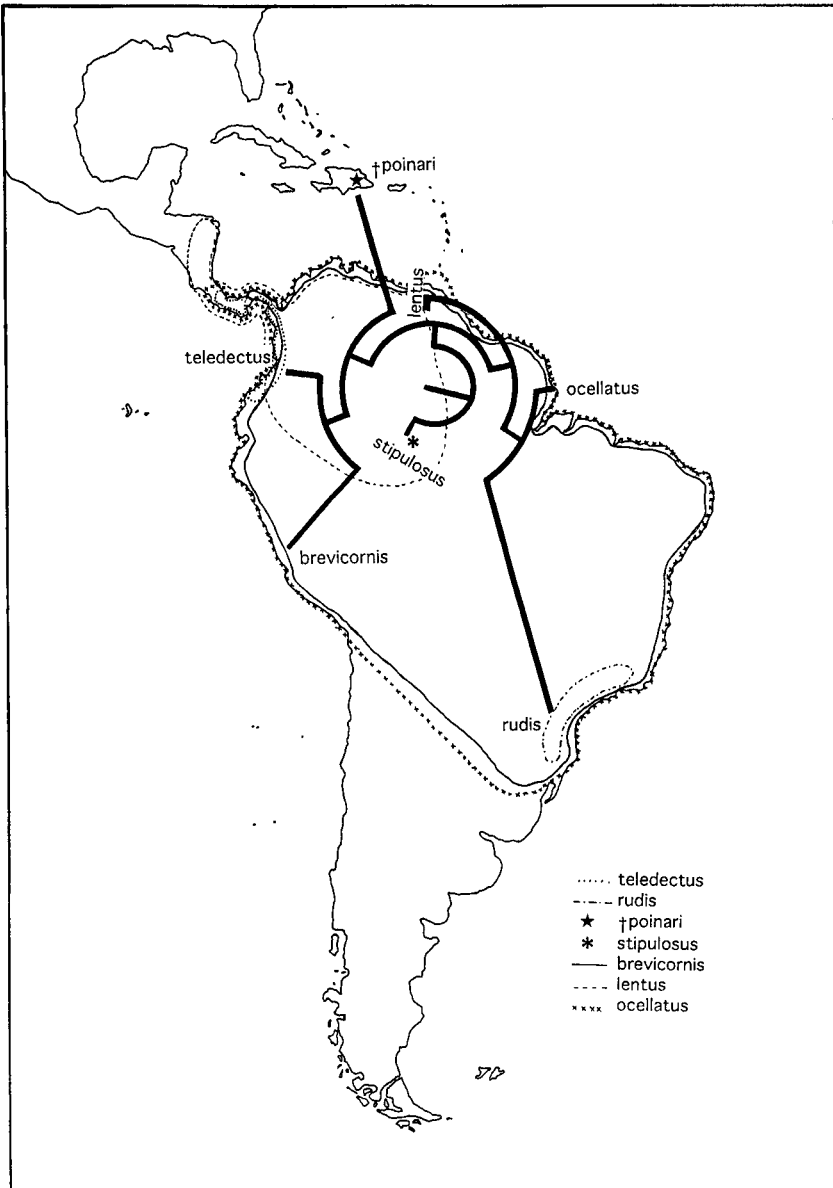 †poinari
lentus
teledectus
ocellatus
stipulosus
brevicornis
rudis
teledectus
rudis
†poinari
stipulosus
brevicornis
lentus
ocellatus